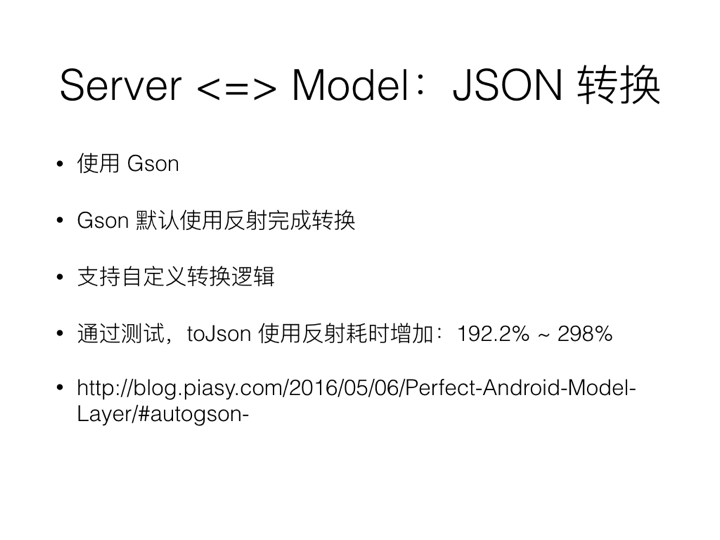 Server <=> Model：JSON 转换
• 使用 Gson
• Gson 默认使用反射完成转换
• 支持自定义转换逻辑
• 通过测试，toJson 使用反射耗时增加：192.2% ~ 298%
• http://blog.piasy.com/2016/05/06/Perfect-Android-Model-
Layer/#autogson-